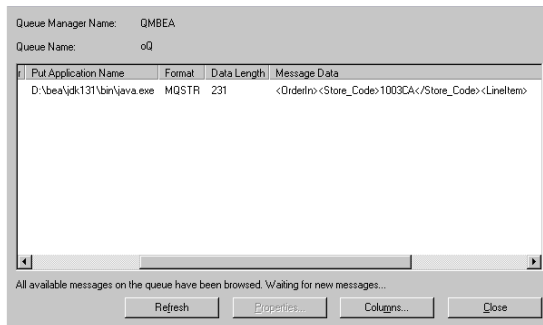 Queue Manager Name: QMBEA
Queue Name: oQ
r Put Application Name Format Data Length Message Data
D:\bea\jdk131\bin\java.exe MQSTR 231 <OrderIn><Store_Code>1003CA</Store_Code><LineItem>
All available messages on the queue have been browsed. Waiting for new messages...
Refresh Properties... Columns... Close